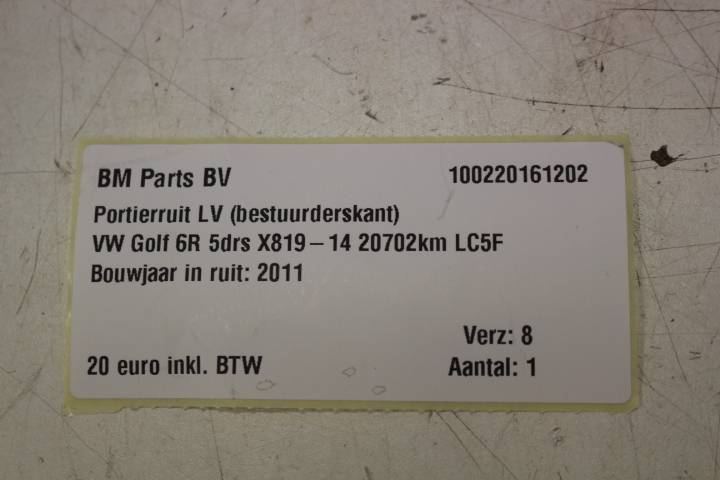 BM Parts BV 100220161202
Portierruit LV (bestuurderskant)
VW Golf 6R 5drs X819-14 20702km LC5F
Bouwjaar in ruit: 2011
Verz: 8
20 euro inkl. BTW Aantal: 1